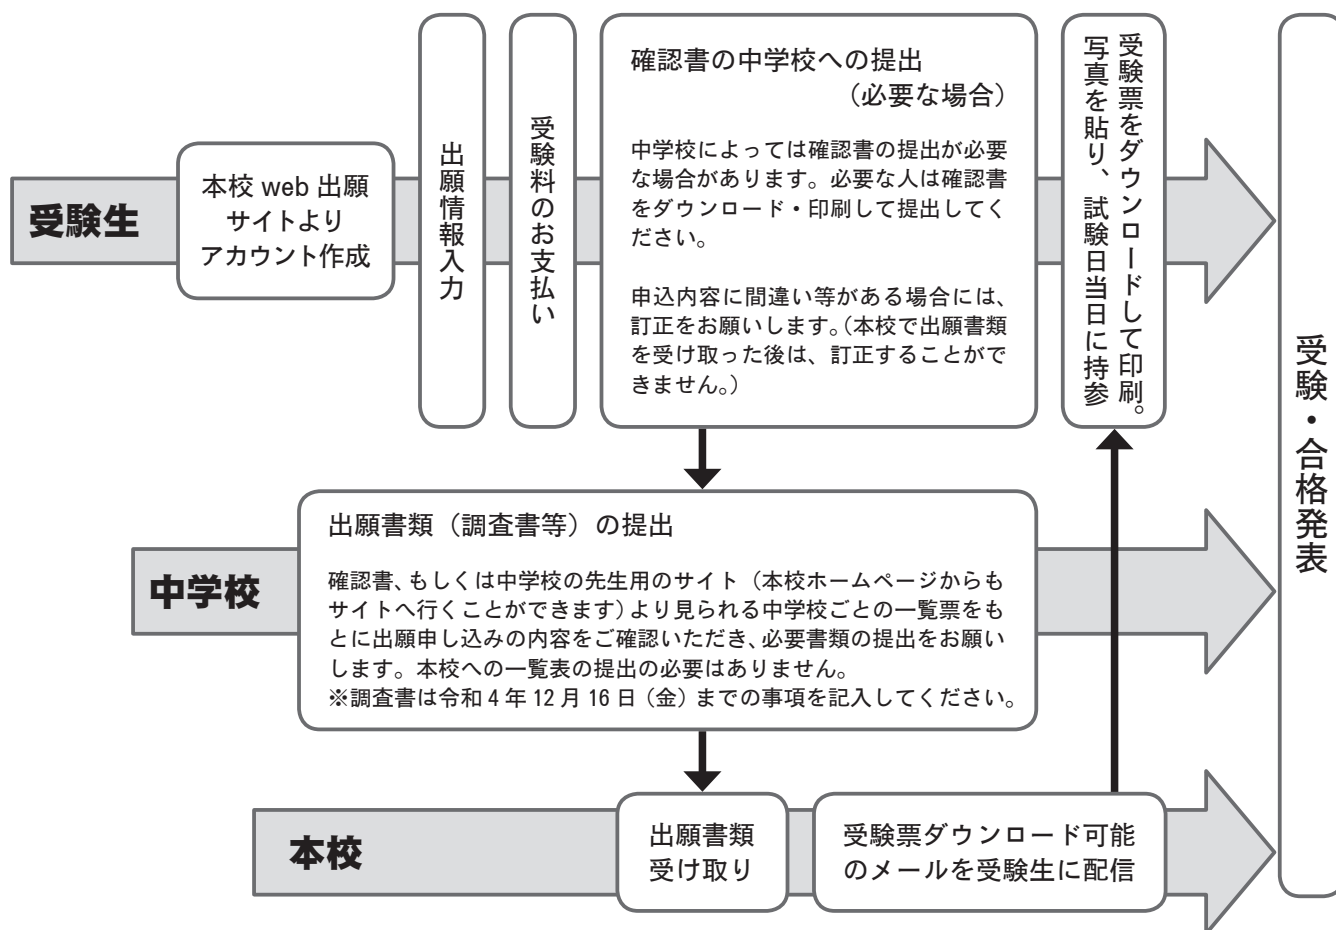 受験生
本校 web 出願
サイトより
アカウント作成
出願情報入力
受験料のお支払い
確認書の中学校への提出
（必要な場合）
中学校によっては確認書の提出が必要
な場合があります。必要な人は確認書
をダウンロード・印刷して提出してく
ださい。
申込内容に間違い等がある場合には、
訂正をお願いします。（本校で出願書類
を受け取った後は、訂正することがで
きません。）
受験票をダウンロードして印刷。
写真を貼り、試験日当日に持参
受験・合格発表
中学校
出願書類（調査書等）の提出
確認書、もしくは中学校の先生用のサイト（本校ホームページからも
サイトへ行くことができます）より見られる中学校ごとの一覧票をも
とに出願申し込みの内容をご確認いただき、必要書類の提出をお願い
します。本校への一覧表の提出の必要はありません。
※調査書は令和 4 年 12 月 16 日（金）までの事項を記入してください。
本校
出願書類
受け取り
受験票ダウンロード可能
のメールを受験生に配信